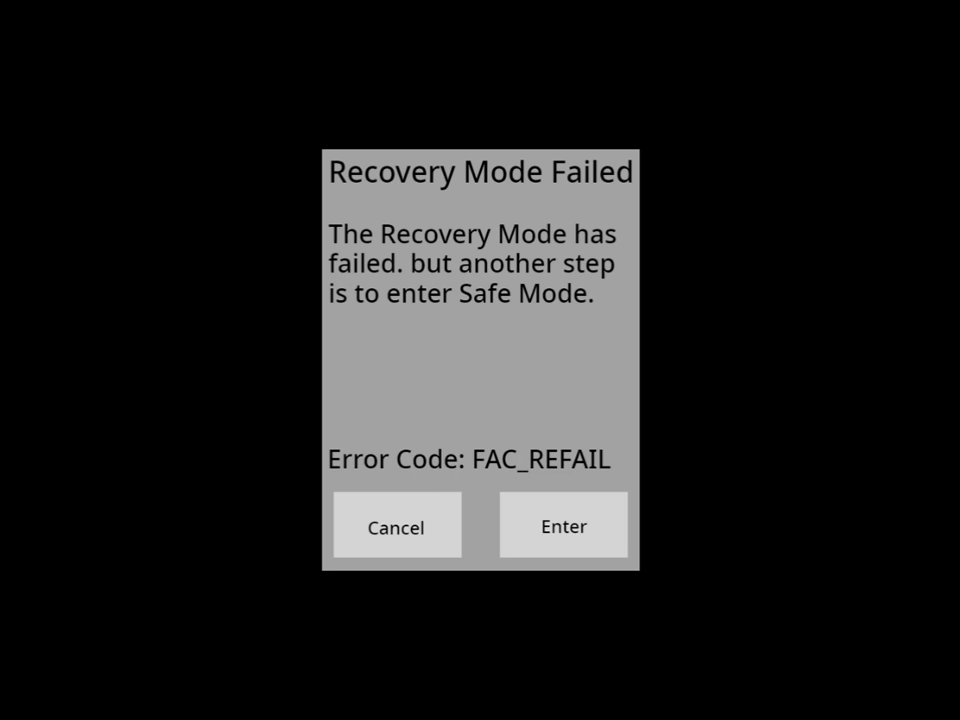 Recovery Mode Failed
The Recovery Mode has
failed. but another step
is to enter Safe Mode.
Error Code: FAC_REFAIL
Cancel
Enter